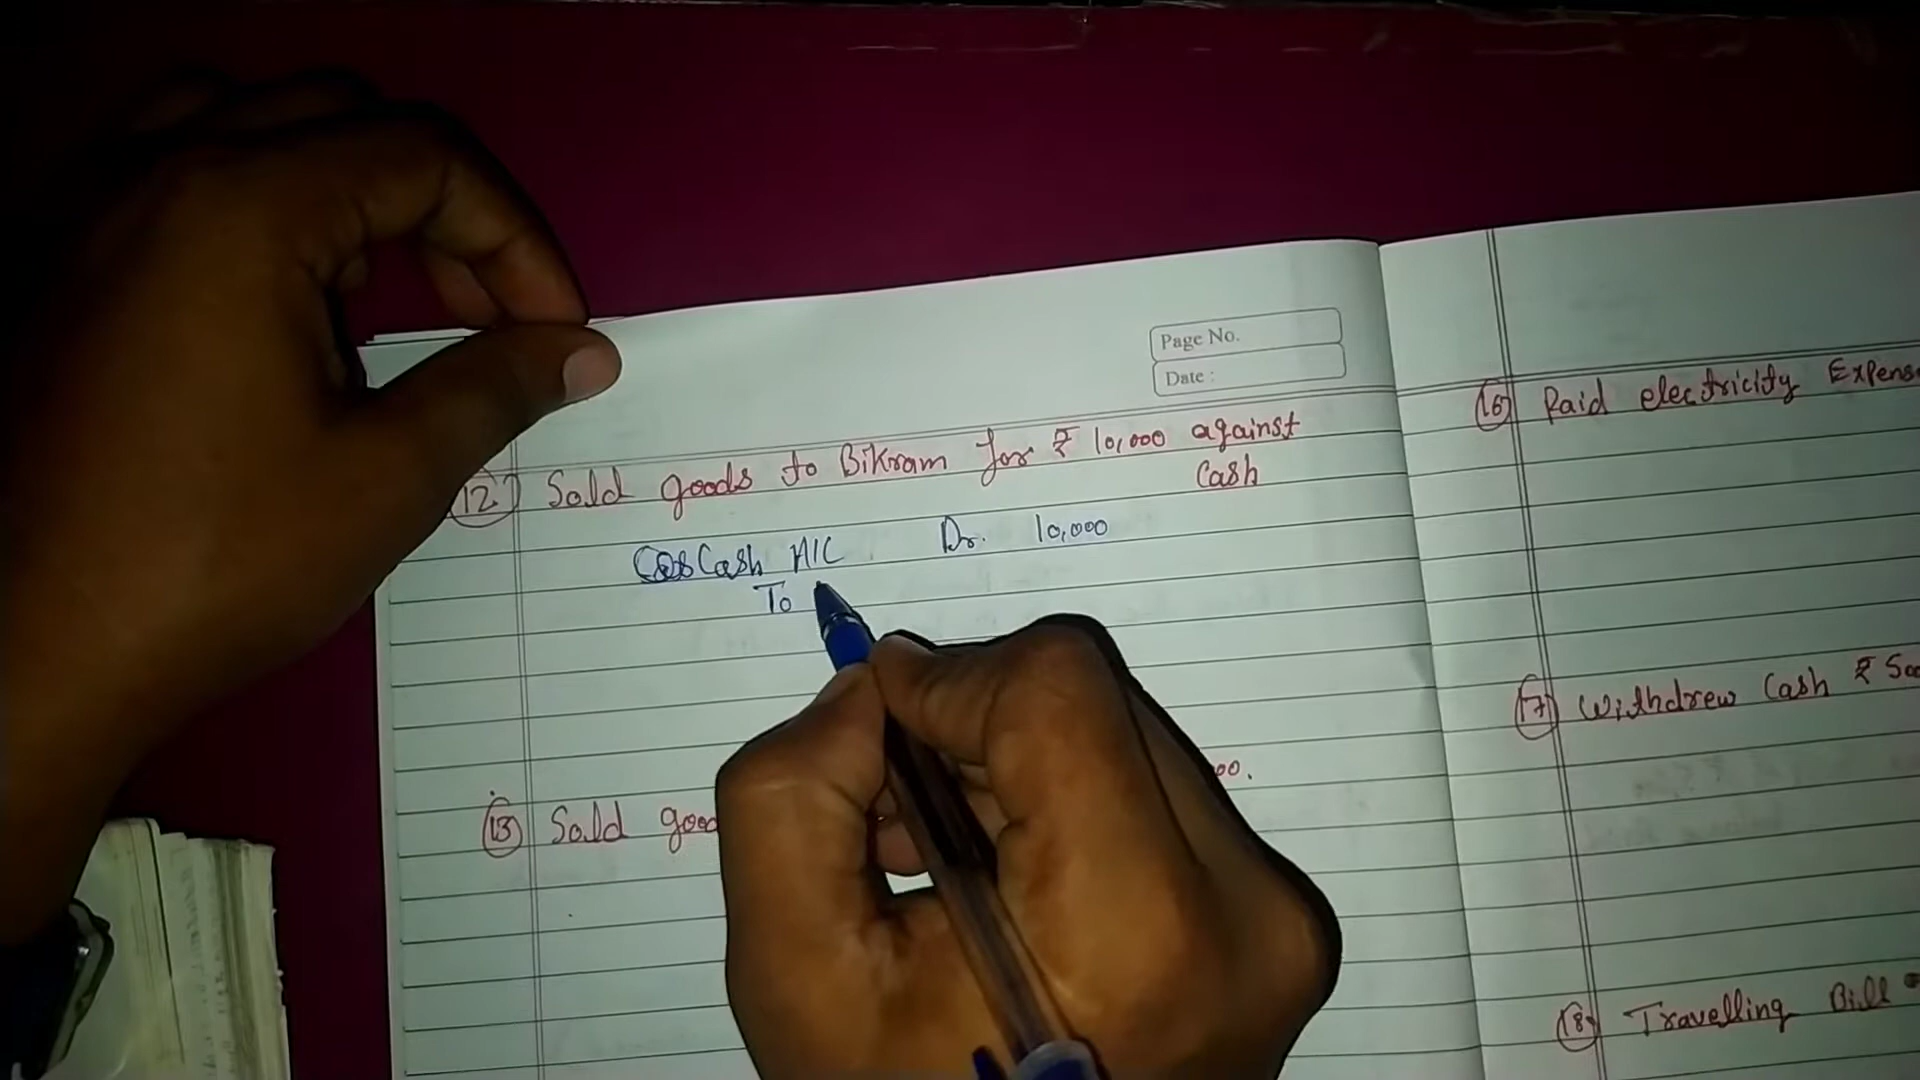 Page No.
Date :
12 Sold goods to Bikram for ₹ 10,000 against
Cash
Cash A/C Dr. 10,000
To
13 Sold 00.
16 Paid electricity
17 Withdrew Cash ₹
18 Travelling Bill